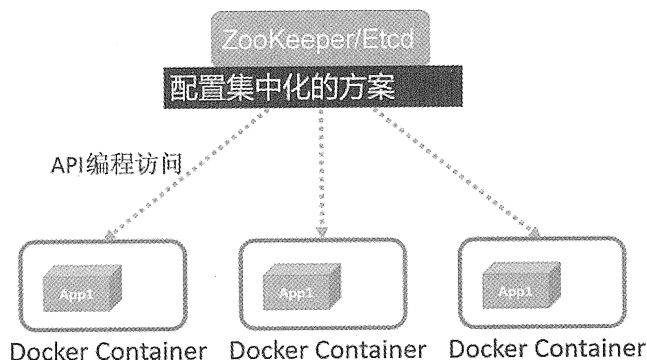 ZooKeeper/Etcd
配置集中化的方案
API编程访问
App1
App1
App1
Docker Container
Docker Container
Docker Container